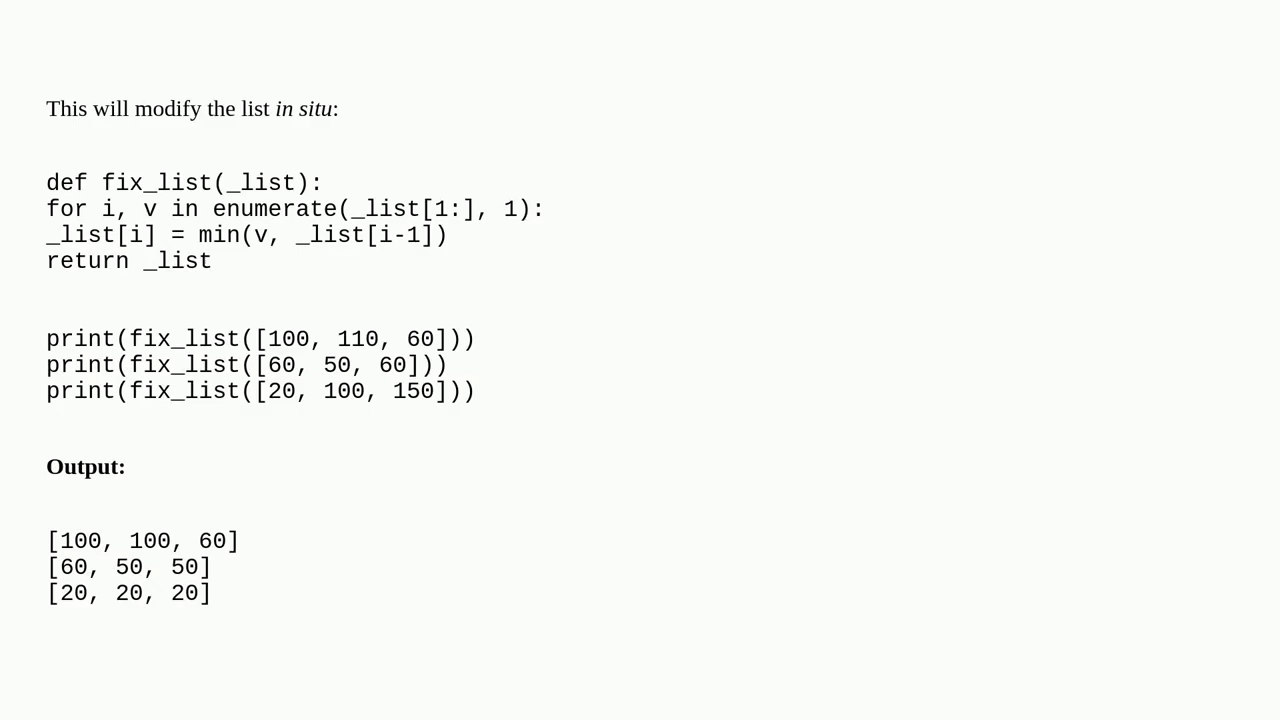 This will modify the list in situ:
def fix_list(_list):
for i, v in enumerate(_list[1:], 1):
_list[i] = min(v, _list[i-1])
return _list
print(fix_list([100, 110, 60]))
print(fix_list([60, 50, 60]))
print(fix_list([20, 100, 150]))
Output:
[100, 100, 60]
[60, 50, 50]
[20, 20, 20]